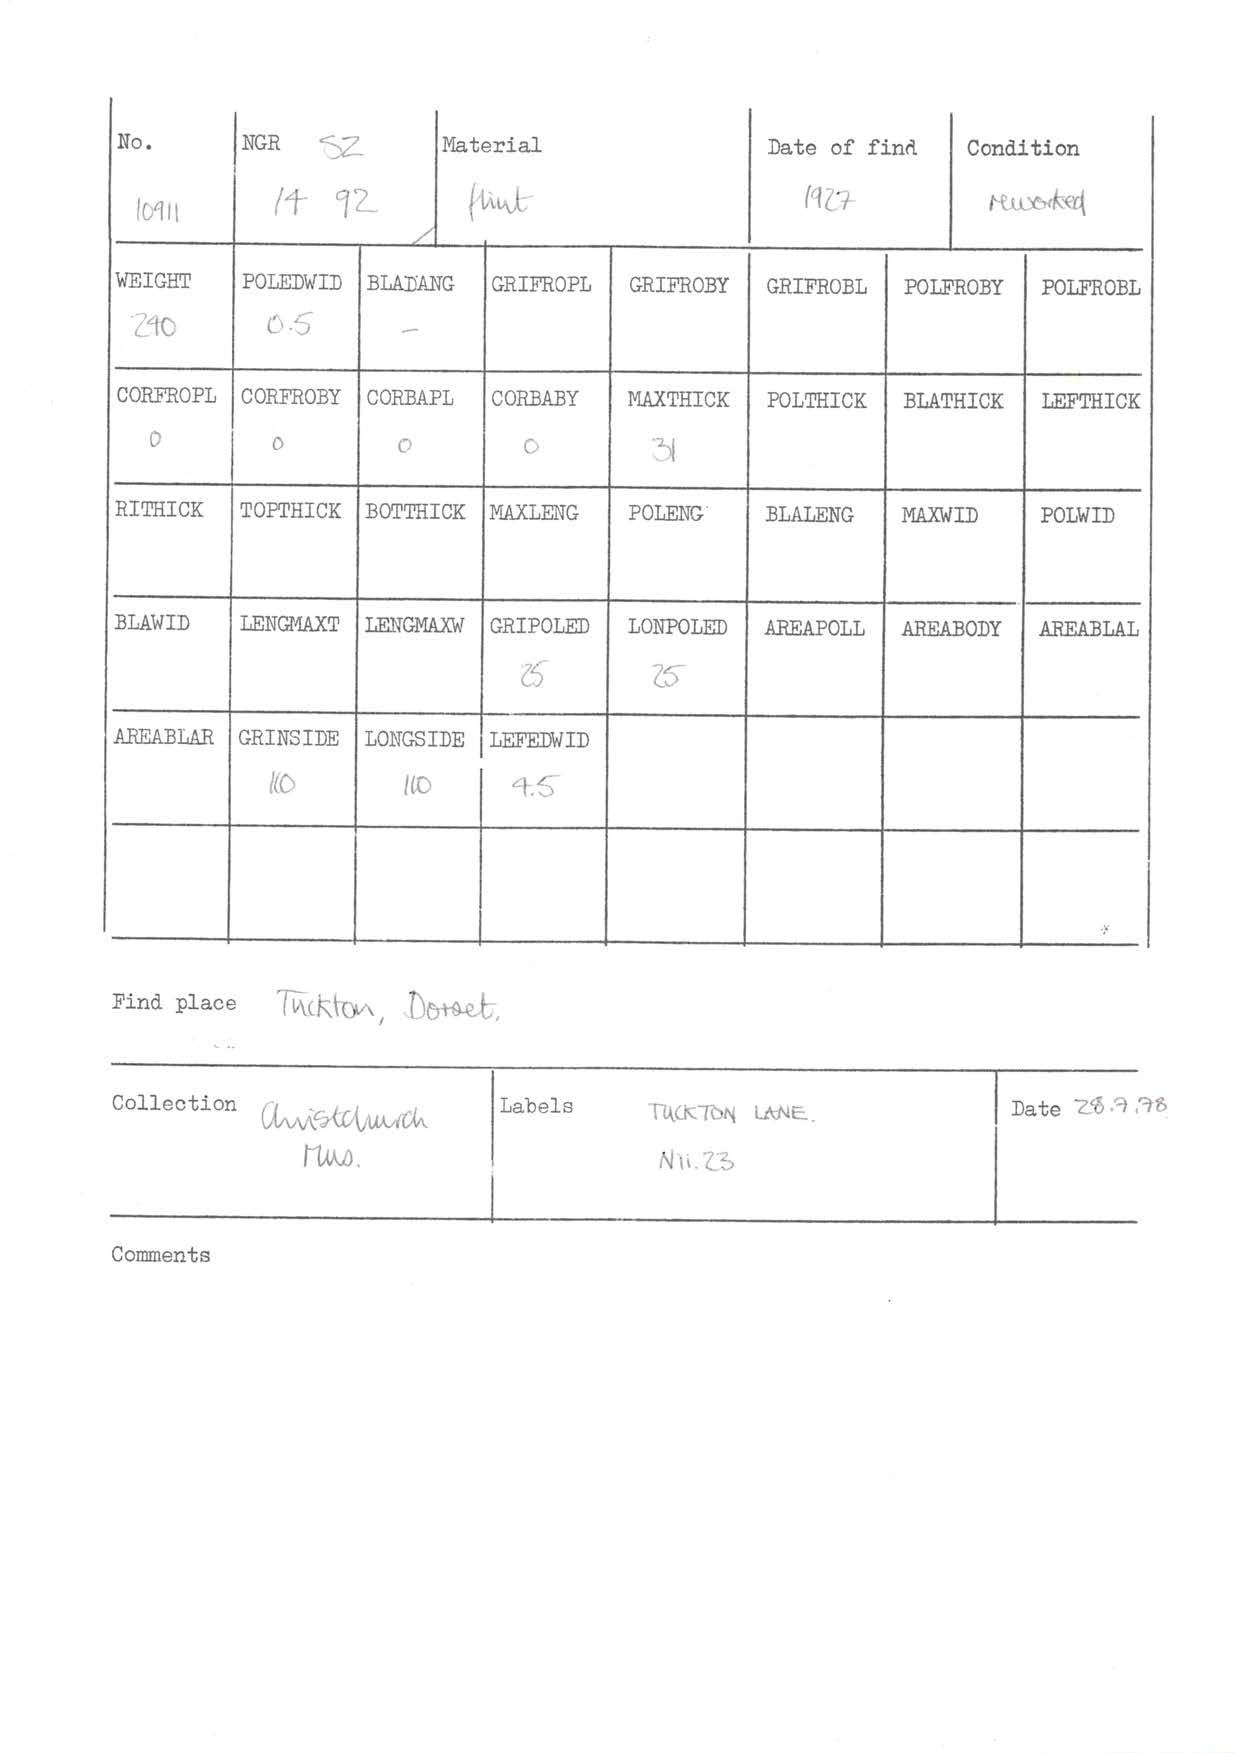 No. NGR SZ Material Date of find Condition
10911 14 92 flint 1927 reworked
WEIGHT POLEDWID BLADANG GRIFROPL GRIFROBY GRIFROBL POLFROBY POLFROBL
240 0.5 –
CORFROPL CORFROBY CORBAPL CORBABY MAXTHICK POLTHICK BLATHICK LEFTHICK
0 0 0 0 31
RITHICK TOPTHICK BOTTHICK MAXLENG POLENG BLALENG MAXWID POLWID
BLAWID LENGMAXT LENGMAXW GRIPOLED LONPOLED AREAPOLL AREABODY AREABLAL
25 25
AREABLAR GRINSIDE LONGSIDE LEFEDWID
110 110 4.5
Find place Tuckton, Dorset.
Collection Christchurch Mus.
Labels TUCKTON LANE.
N11.23
Date 28.7.78
Comments